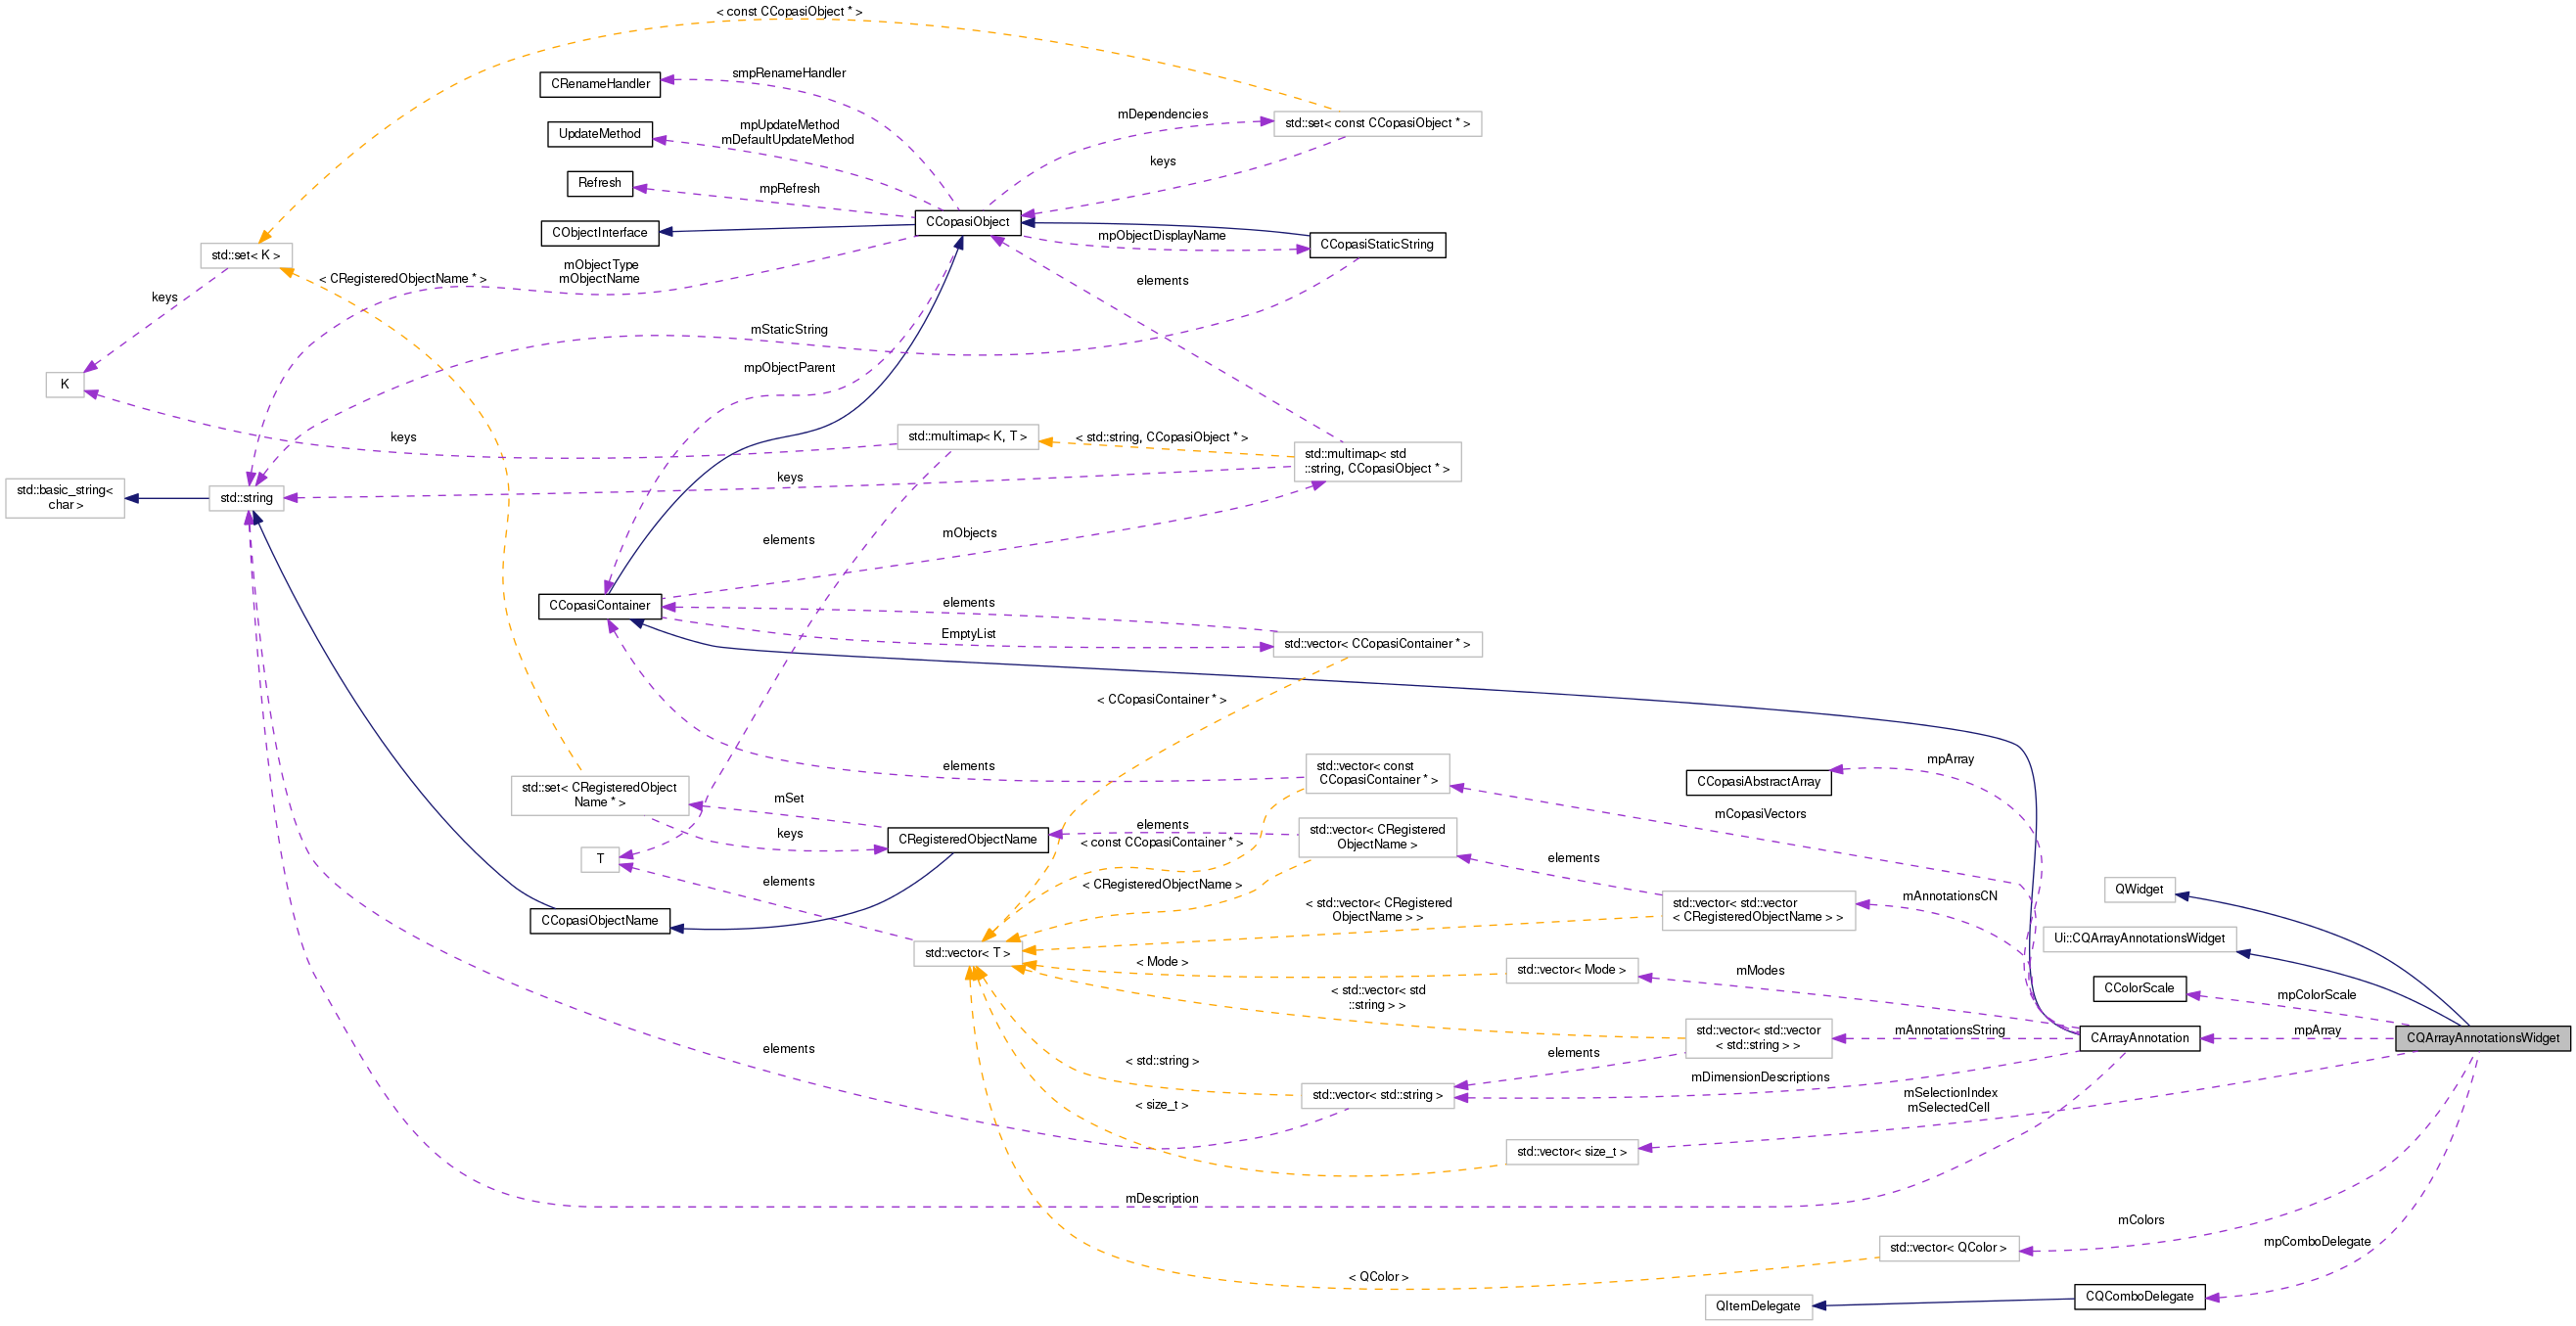 < const CCopasiObject * >
CRenameHandler
smpRenameHandler
UpdateMethod
mpUpdateMethod
mDefaultUpdateMethod
mDependencies
std::set< const CCopasiObject * >
keys
Refresh
mpRefresh
CCopasiObject
CObjectInterface
mpObjectDisplayName
CCopasiStaticString
std::set< K >
< CRegisteredObjectName * >
mObjectType
mObjectName
elements
keys
mStaticString
mpObjectParent
K
keys
std::multimap< K, T >
< std::string, CCopasiObject * >
std::multimap< std
::string, CCopasiObject * >
keys
std::basic_string<
char >
std::string
elements
mObjects
CCopasiContainer
elements
EmptyList
std::vector< CCopasiContainer * >
< CCopasiContainer * >
elements
std::vector< const
CCopasiContainer * >
CCopasiAbstractArray
mpArray
mCopasiVectors
std::set< CRegisteredObject
Name * >
mSet
keys
CRegisteredObjectName
elements
< const CCopasiContainer * >
std::vector< CRegistered
ObjectName >
T
elements
elements
< CRegisteredObjectName >
std::vector< std::vector
< CRegisteredObjectName > >
mAnnotationsCN
QWidget
CCopasiObjectName
< std::vector< CRegistered
ObjectName > >
Ui::CQArrayAnnotationsWidget
std::vector< T >
< Mode >
std::vector< Mode >
mModes
CColorScale
mpColorScale
< std::vector< std
::string > >
std::vector< std::vector
< std::string > >
mAnnotationsString
CArrayAnnotation
mpArray
CQArrayAnnotationsWidget
elements
< std::string >
elements
mDimensionDescriptions
std::vector< std::string >
< size_t >
mSelectionIndex
mSelectedCell
std::vector< size_t >
mDescription
mColors
mpComboDelegate
std::vector< QColor >
< QColor >
CQComboDelegate
QItemDelegate